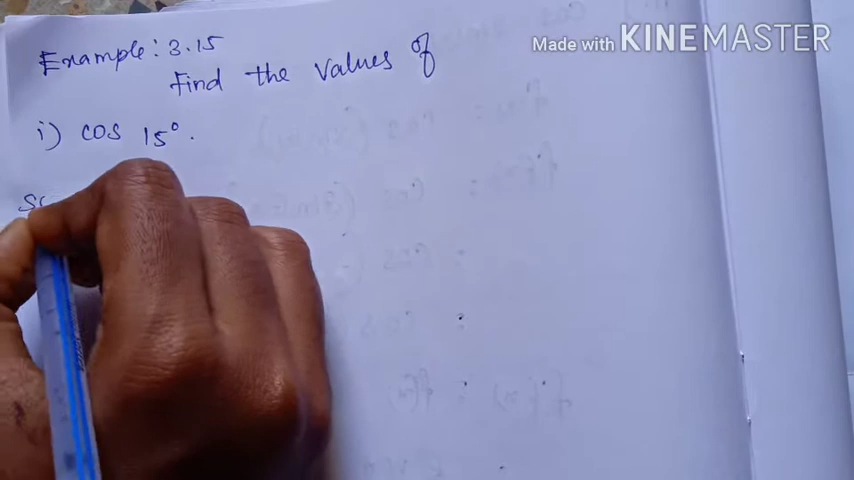 Example: 3.15
Find the values of
i) cos 15°.
Made with KINEMASTER